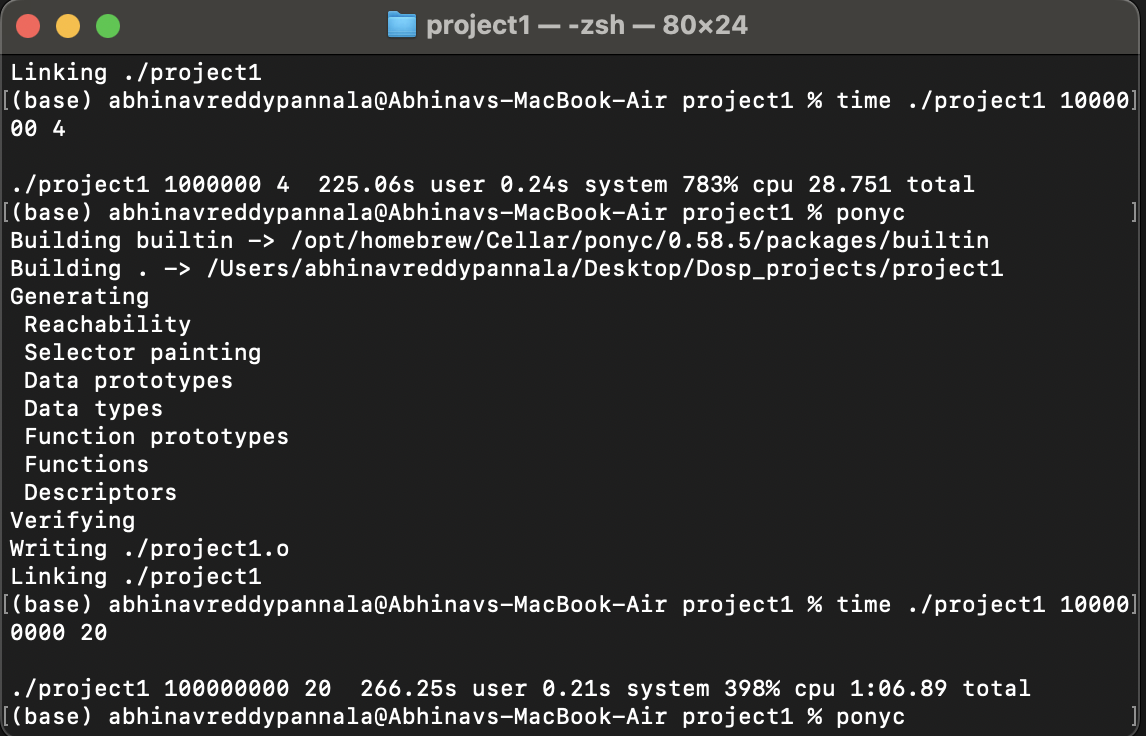 project1 — -zsh — 80×24
Linking ./project1
[(base) abhinavreddypannala@Abhinavs-MacBook-Air project1 % time ./project1 10000]
00 4
./project1 1000000 4  225.06s user 0.24s system 783% cpu 28.751 total
[(base) abhinavreddypannala@Abhinavs-MacBook-Air project1 % ponyc                ]
Building builtin -> /opt/homebrew/Cellar/ponyc/0.58.5/packages/builtin
Building . -> /Users/abhinavreddypannala/Desktop/Dosp_projects/project1
Generating
 Reachability
 Selector painting
 Data prototypes
 Data types
 Function prototypes
 Functions
 Descriptors
Verifying
Writing ./project1.o
Linking ./project1
[(base) abhinavreddypannala@Abhinavs-MacBook-Air project1 % time ./project1 10000]
0000 20
./project1 100000000 20  266.25s user 0.21s system 398% cpu 1:06.89 total
[(base) abhinavreddypannala@Abhinavs-MacBook-Air project1 % ponyc                ]